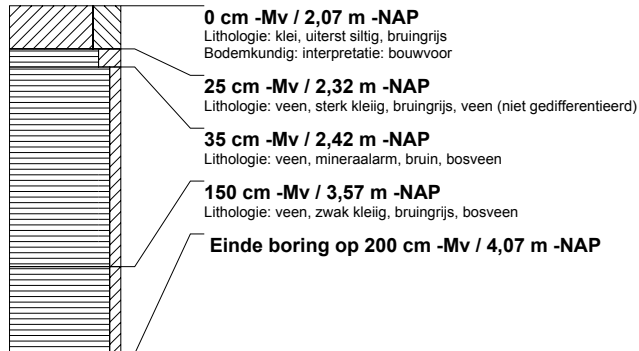 0 cm -Mv / 2,07 m -NAP
Lithologie: klei, uiterst siltig, bruingrijs
Bodemkundig: interpretatie: bouwvoor
25 cm -Mv / 2,32 m -NAP
Lithologie: veen, sterk kleiig, bruingrijs, veen (niet gedifferentieerd)
35 cm -Mv / 2,42 m -NAP
Lithologie: veen, mineraalarm, bruin, bosveen
150 cm -Mv / 3,57 m -NAP
Lithologie: veen, zwak kleiig, bruingrijs, bosveen
Einde boring op 200 cm -Mv / 4,07 m -NAP